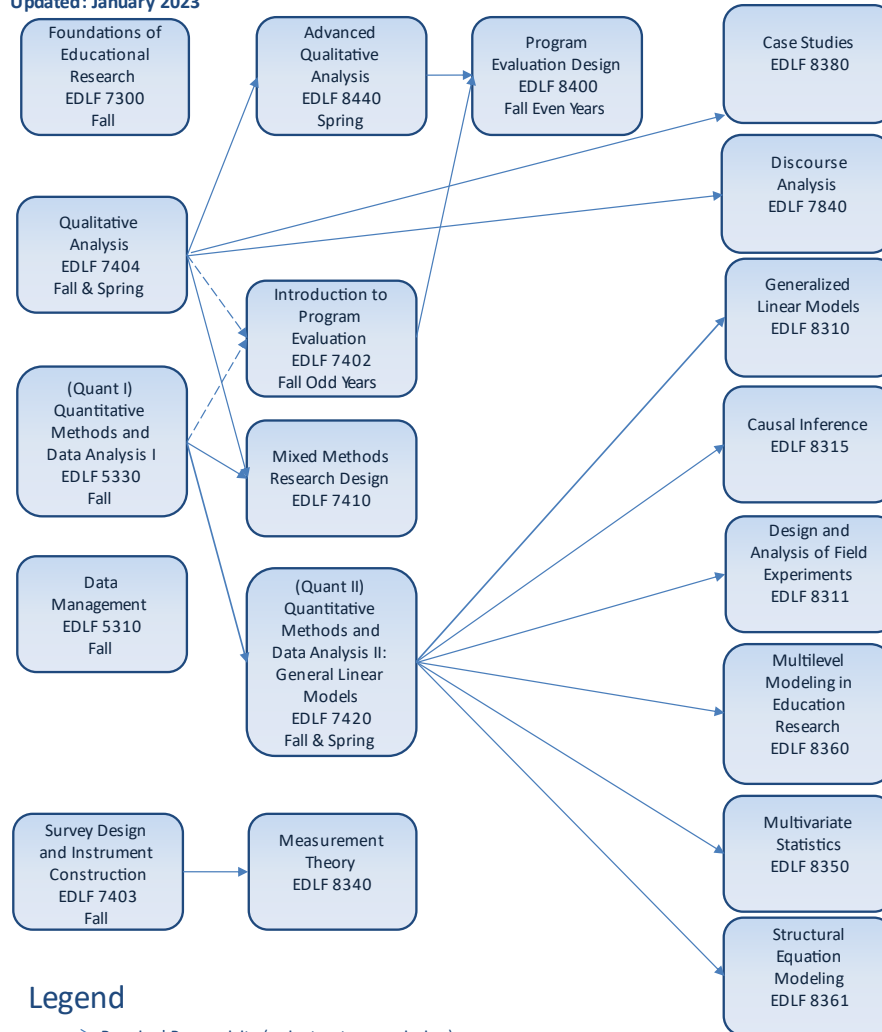 Updated: January 2023
Foundations of
Educational
Research
EDLF 7300
Fall
Advanced
Qualitative
Analysis
EDLF 8440
Spring
Program
Evaluation Design
EDLF 8400
Fall Even Years
Case Studies
EDLF 8380
Discourse
Analysis
EDLF 7840
Qualitative
Analysis
EDLF 7404
Fall & Spring
Introduction to
Program
Evaluation
EDLF 7402
Fall Odd Years
Generalized
Linear Models
EDLF 8310
(Quant I)
Quantitative
Methods and
Data Analysis I
EDLF 5330
Fall
Mixed Methods
Research Design
EDLF 7410
Causal Inference
EDLF 8315
Design and
Analysis of Field
Experiments
EDLF 8311
Data
Management
EDLF 5310
Fall
(Quant II)
Quantitative
Methods and
Data Analysis II:
General Linear
Models
EDLF 7420
Fall & Spring
Multilevel
Modeling in
Education
Research
EDLF 8360
Survey Design
and Instrument
Construction
EDLF 7403
Fall
Measurement
Theory
EDLF 8340
Multivariate
Statistics
EDLF 8350
Structural
Equation
Modeling
EDLF 8361
Legend